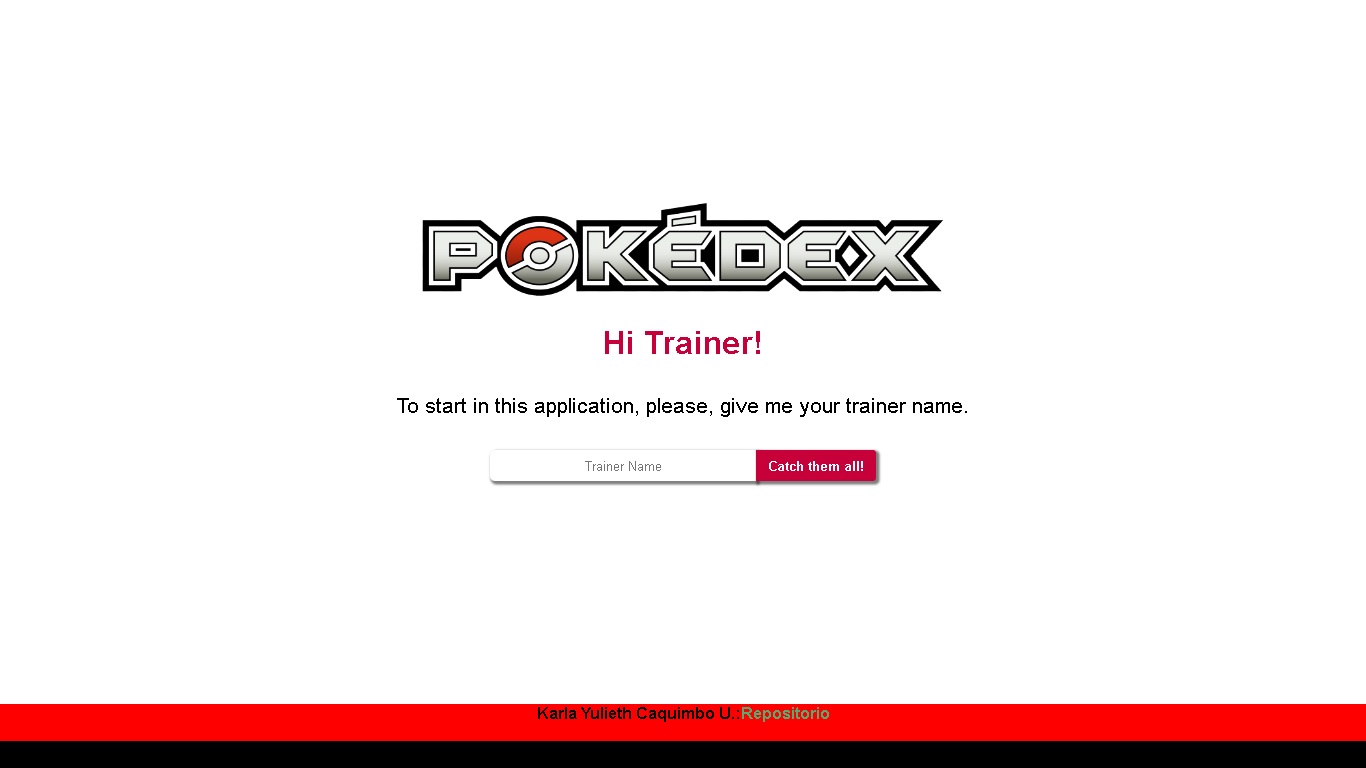 POKÉDEX
Hi Trainer!
To start in this application, please, give me your trainer name.
Trainer Name
Catch them all!
Karla Yulieth Caquimbo U.:Repositorio